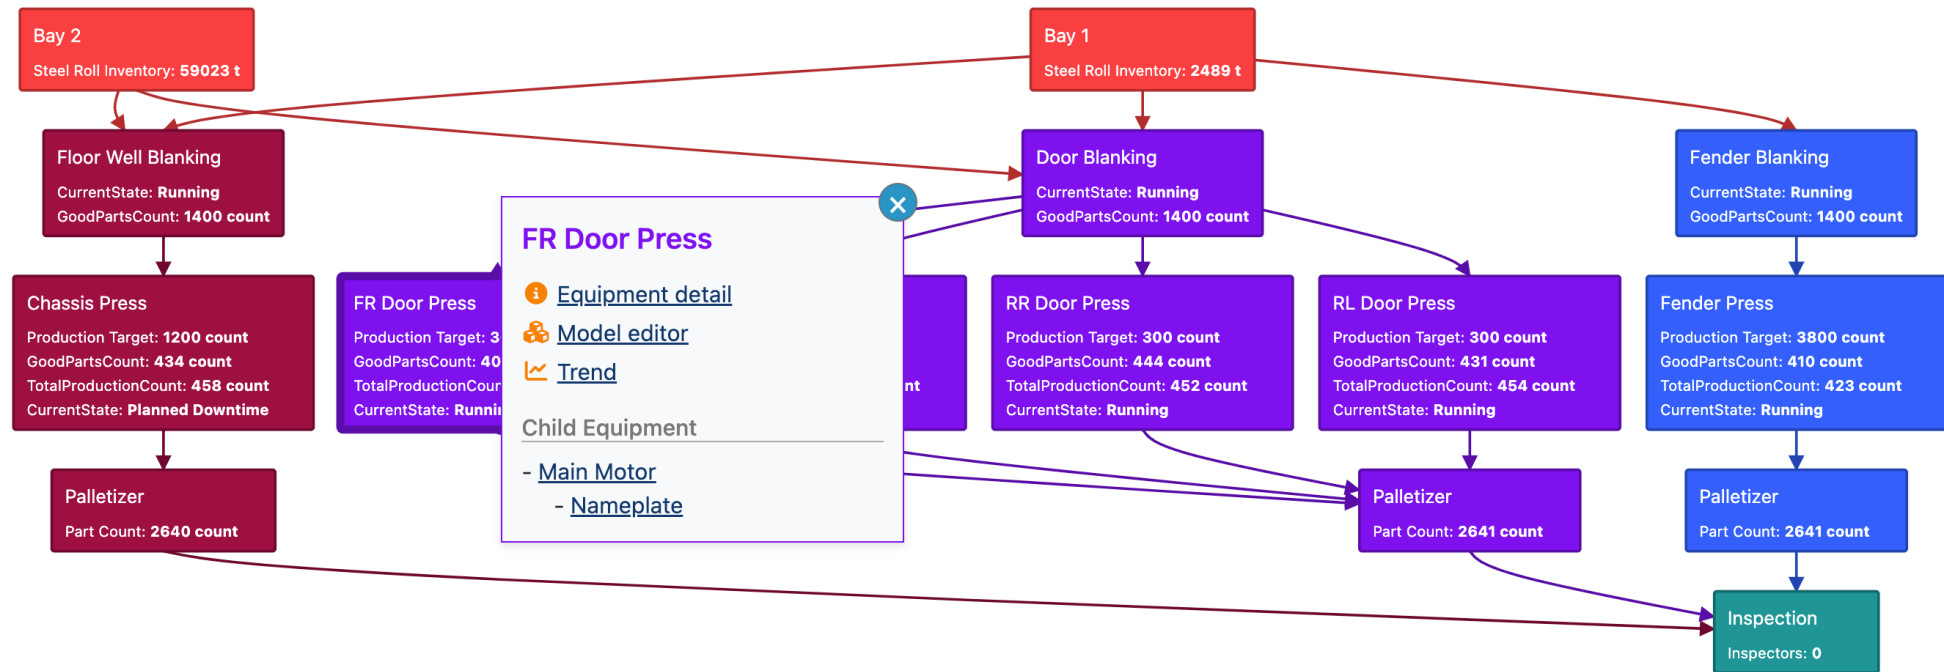 Bay 2
Steel Roll Inventory: 59023 t
Bay 1
Steel Roll Inventory: 2489 t
Floor Well Blanking
CurrentState: Running
GoodPartsCount: 1400 count
Door Blanking
CurrentState: Running
GoodPartsCount: 1400 count
Fender Blanking
CurrentState: Running
GoodPartsCount: 1400 count
Chassis Press
Production Target: 1200 count
GoodPartsCount: 434 count
TotalProductionCount: 458 count
CurrentState: Planned Downtime
FR Door Press
Production Target:
GoodPartsCount:
CurrentState:
FR Door Press
Equipment detail
Model editor
Trend
Child Equipment
- Main Motor
- Nameplate
RR Door Press
Production Target: 300 count
GoodPartsCount: 444 count
TotalProductionCount: 452 count
CurrentState: Running
RL Door Press
Production Target: 300 count
GoodPartsCount: 431 count
TotalProductionCount: 454 count
CurrentState: Running
Fender Press
Production Target: 3800 count
GoodPartsCount: 410 count
TotalProductionCount: 423 count
CurrentState: Running
Palletizer
Part Count: 2640 count
Palletizer
Part Count: 2641 count
Palletizer
Part Count: 2641 count
Inspection
Inspectors: 0